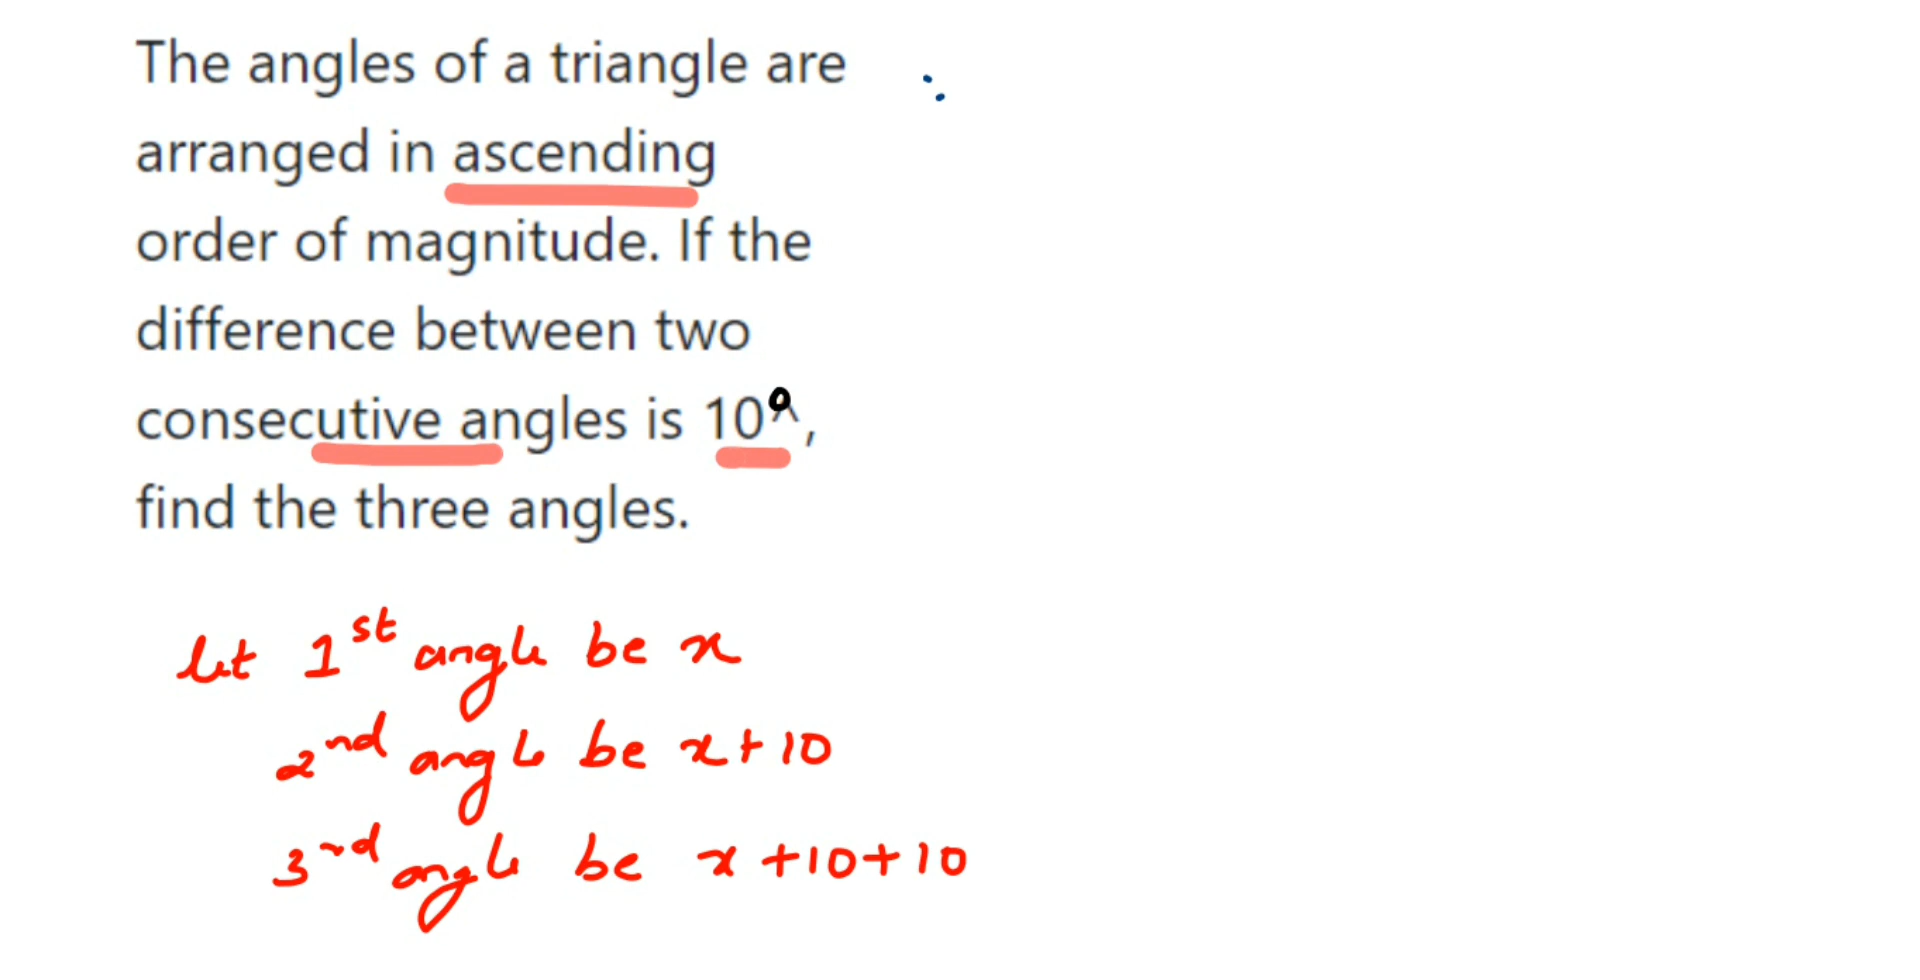 The angles of a triangle are
arranged in ascending
order of magnitude. If the
difference between two
consecutive angles is 10^,
find the three angles.
let 1st angle be x
2nd angle be x+10
3rd angle be x+10+10